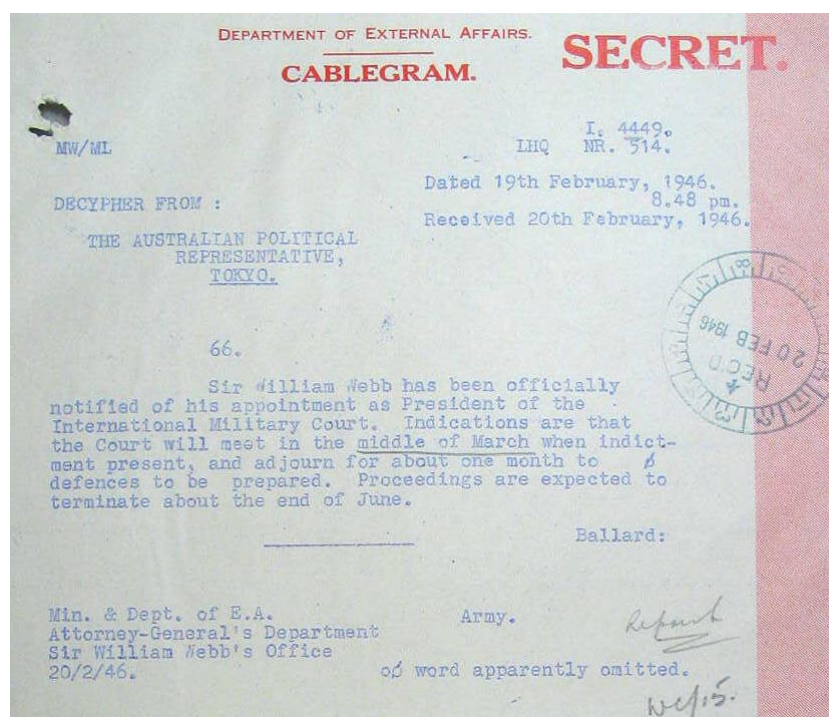 DEPARTMENT OF EXTERNAL AFFAIRS.
SECRET.
CABLEGRAM.
I. 4449.
MW/ML
LHQ NR. 514.
Dated 19th February, 1946.
8.48 pm.
DECYPHER FROM :
Received 20th February, 1946.
THE AUSTRALIAN POLITICAL
REPRESENTATIVE,
TOKYO.
REC'D
20 FEB 1946
66.
Sir William Webb has been officially
notified of his appointment as President of the
International Military Court. Indications are that
the Court will meet in the middle of March when indict-
ment present, and adjourn for about one month to ø
defences to be prepared. Proceedings are expected to
terminate about the end of June.
Ballard:
Min. & Dept. of E.A.
Army.
Attorney-General's Department
Sir William Webb's Office
20/2/46.
ø word apparently omitted.